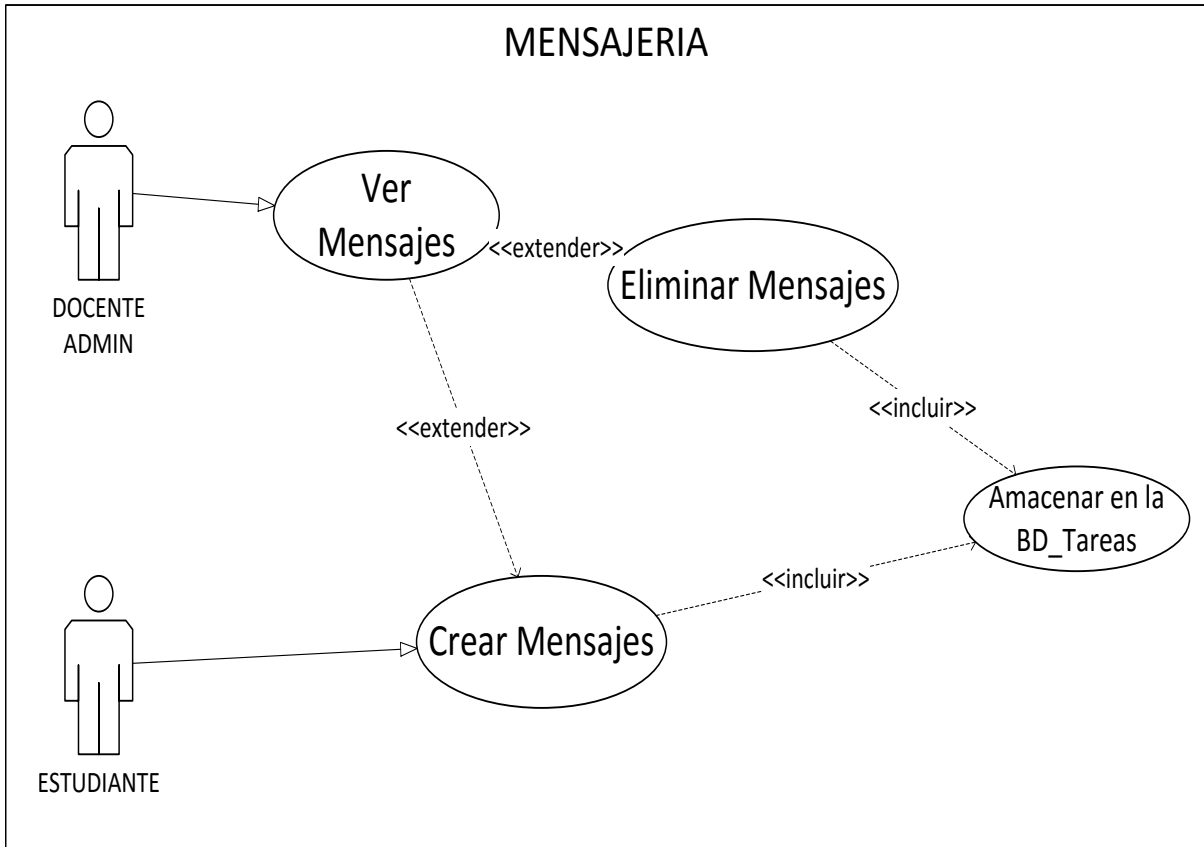 MENSAJERIA
Ver
Mensajes
<<extender>>
Eliminar Mensajes
DOCENTE
ADMIN
<<extender>>
<<incluir>>
Amacenar en la
BD_Tareas
<<incluir>>
Crear Mensajes
ESTUDIANTE